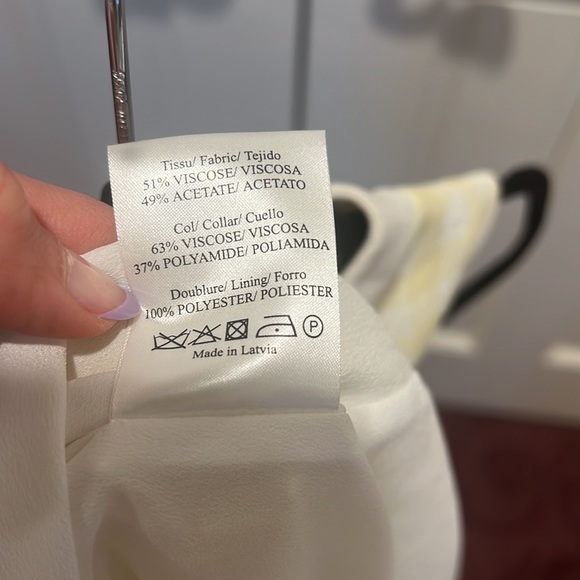 Tissu/ Fabric/ Tejido
51% VISCOSE/ VISCOSA
49% ACETATE/ ACETATO
Col/ Collar/ Cuello
63% VISCOSE/ VISCOSA
37% POLYAMIDE/ POLIAMIDA
Doublure/ Lining/ Forro
100% POLYESTER/ POLIESTER
P
Made in Latvia